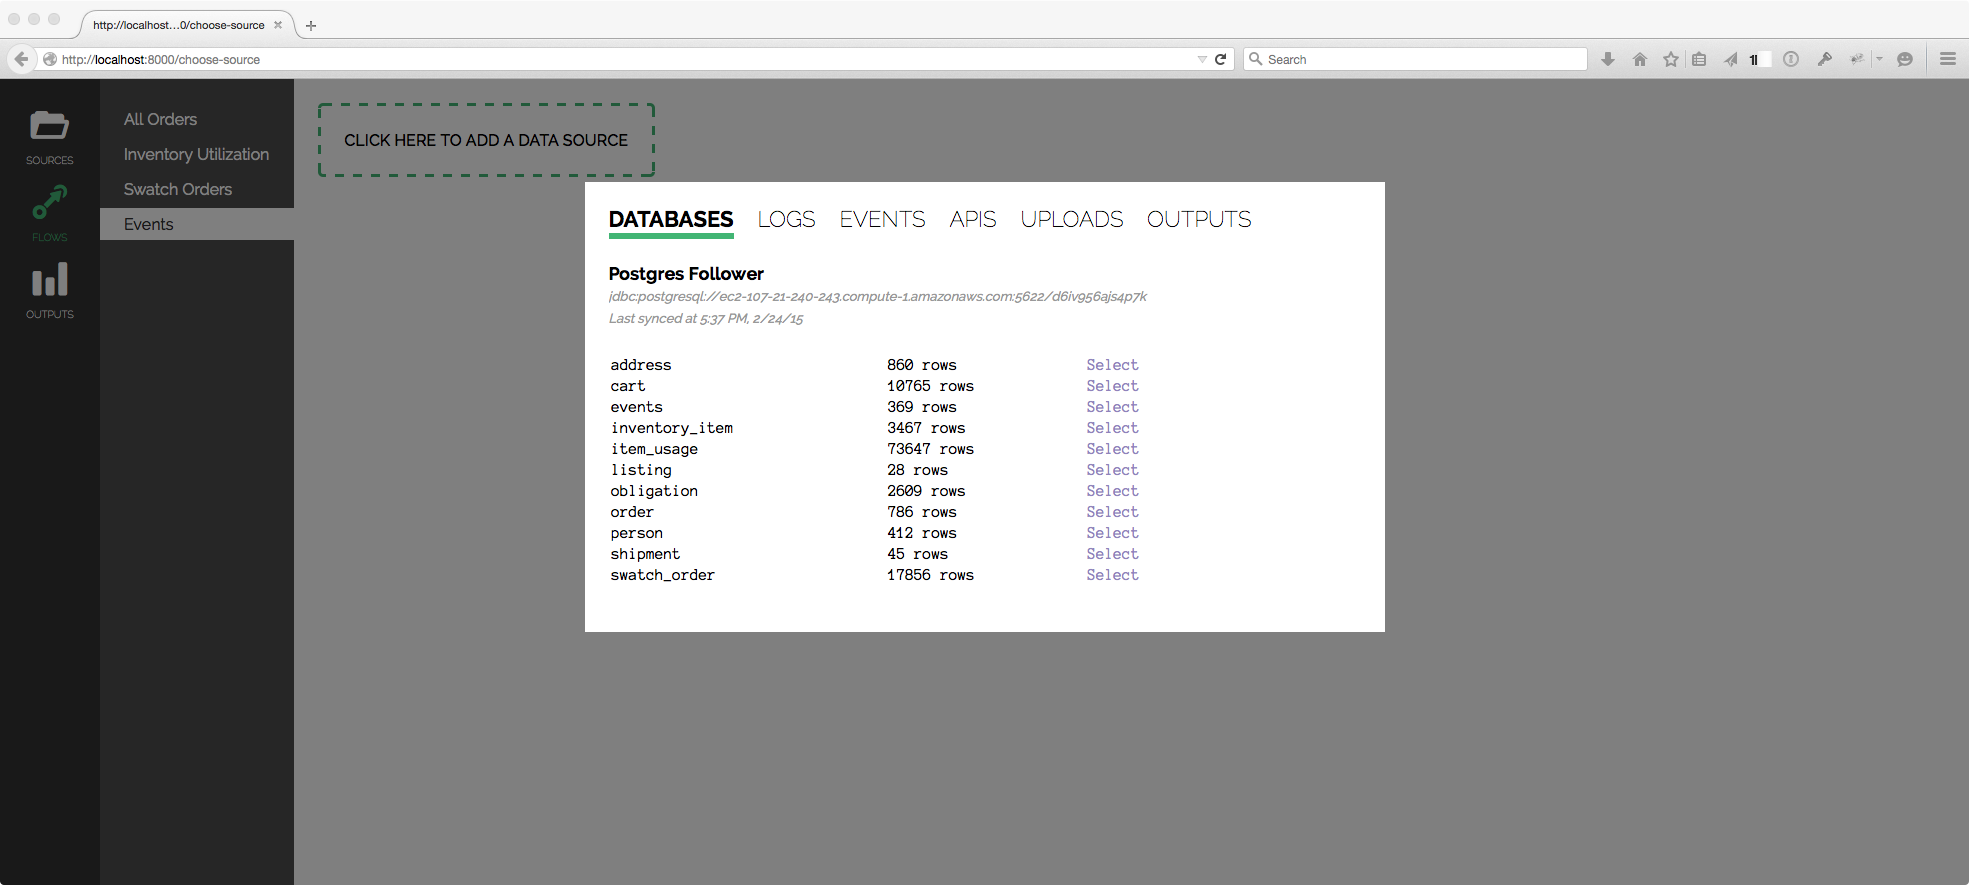 http://localhost...0/choose-source
http://localhost:8000/choose-source
Search
SOURCES
FLOWS
OUTPUTS
All Orders
Inventory Utilization
Swatch Orders
Events
CLICK HERE TO ADD A DATA SOURCE
DATABASES LOGS EVENTS APIS UPLOADS OUTPUTS
Postgres Follower
jdbc:postgresql://ec2-107-21-240-243.compute-1.amazonaws.com:5622/d6iv956ajs4p7k
Last synced at 5:37 PM, 2/24/15
address 860 rows Select
cart 10765 rows Select
events 369 rows Select
inventory_item 3467 rows Select
item_usage 73647 rows Select
listing 28 rows Select
obligation 2609 rows Select
order 786 rows Select
person 412 rows Select
shipment 45 rows Select
swatch_order 17856 rows Select